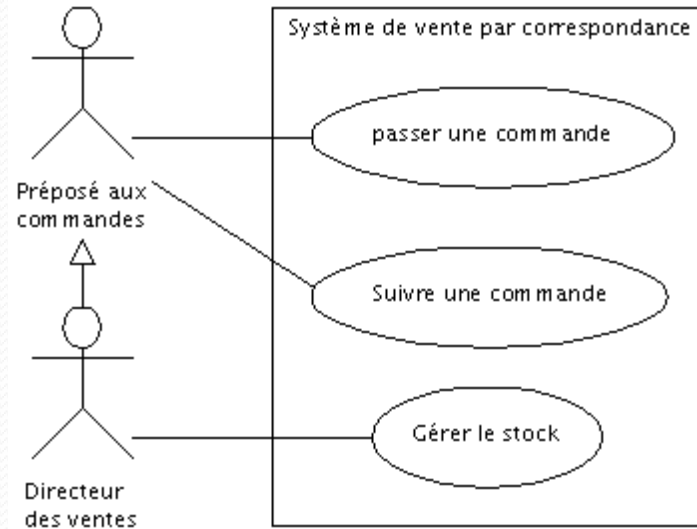 Système de vente par correspondance
passer une commande
Préposé aux
commandes
Suivre une commande
Gérer le stock
Directeur
des ventes